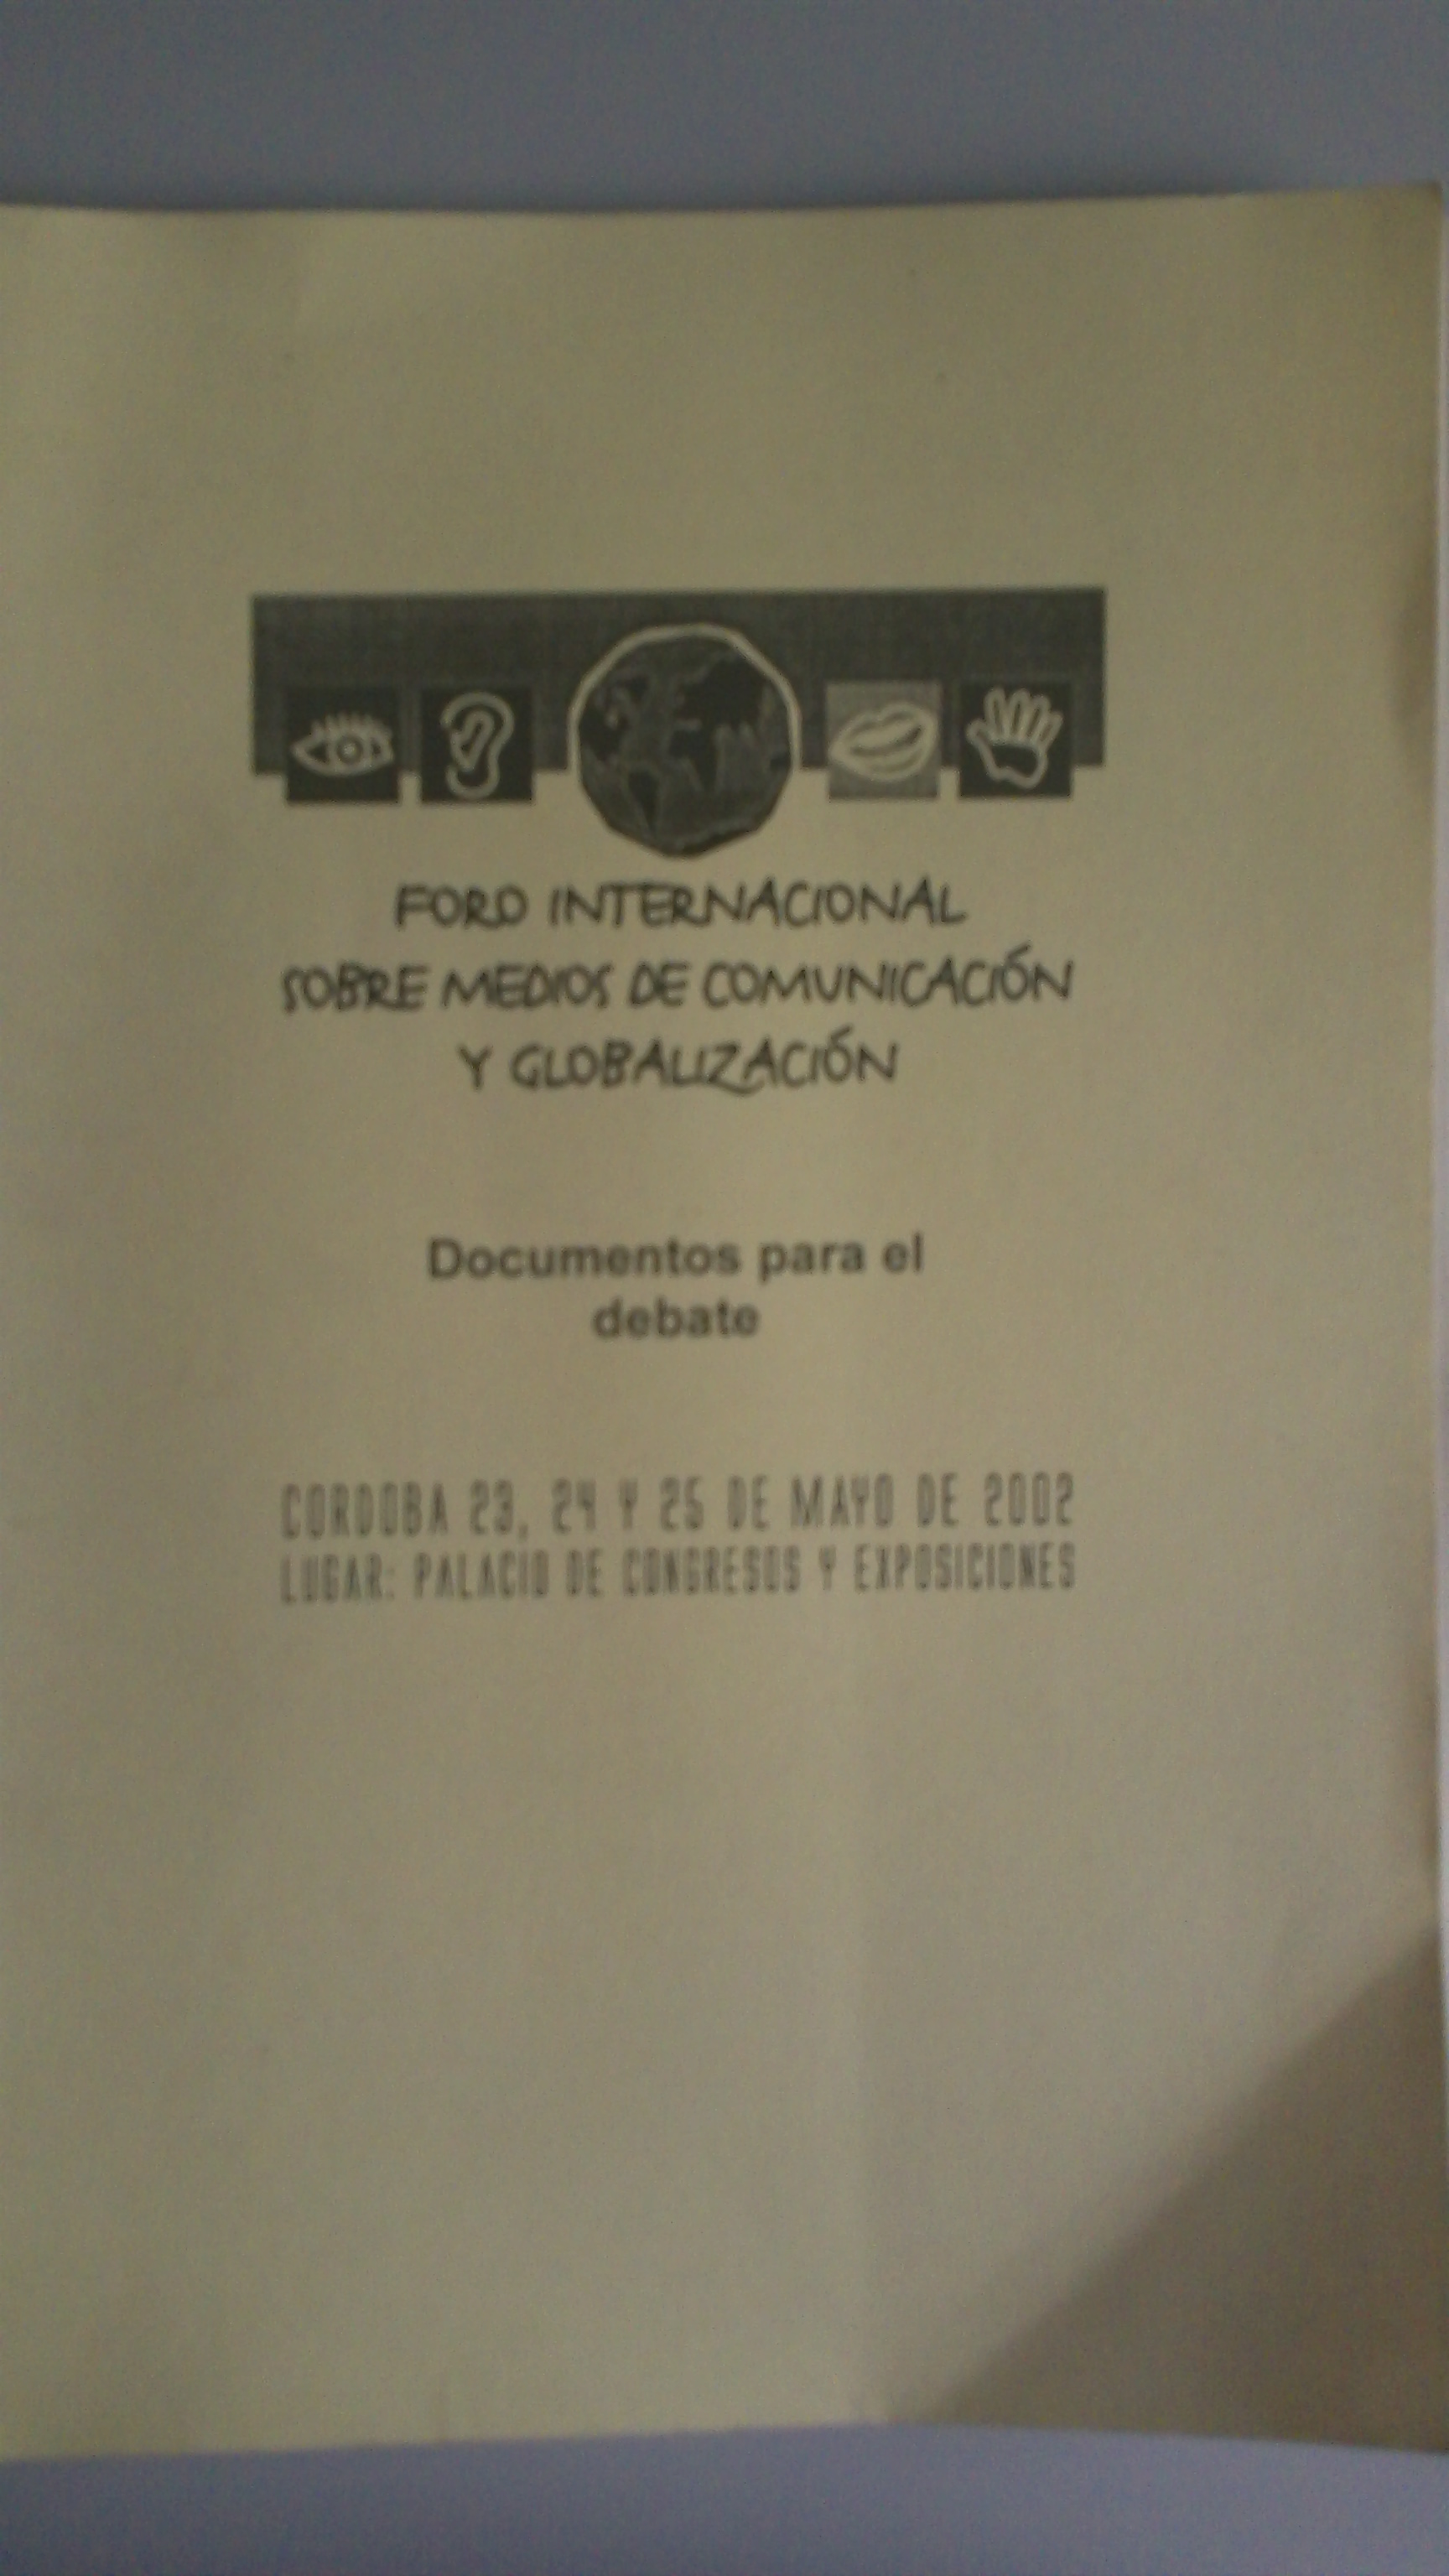 FORO INTERNACIONAL
SOBRE MEDIOS DE COMUNICACIÓN
Y GLOBALIZACIÓN
Documentos para el
debate
CORDOBA 23, 24 Y 25 DE MAYO DE 2002
LUGAR: PALACIO DE CONGRESOS Y EXPOSICIONES